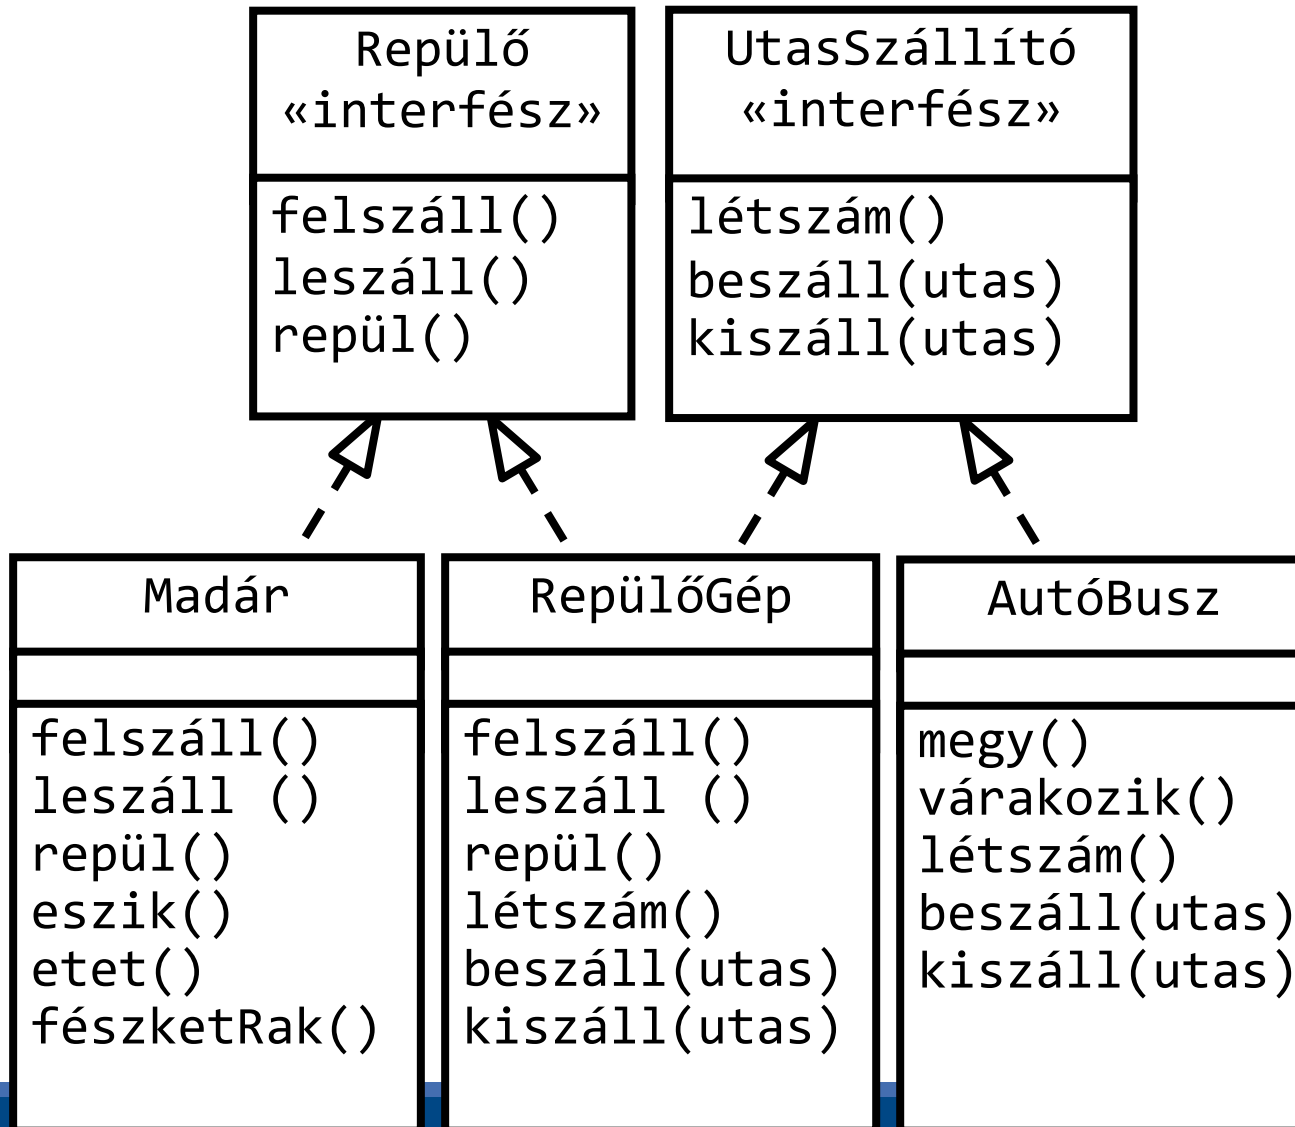 Repülő
«interfész»
felszáll()
leszáll()
repül()
UtasSzállító
«interfész»
létszám()
beszáll(utas)
kiszáll(utas)
Madár
felszáll()
leszáll ()
repül()
eszik()
etet()
fészketRak()
RepülőGép
felszáll()
leszáll ()
repül()
létszám()
beszáll(utas)
kiszáll(utas)
AutóBusz
megy()
várakozik()
létszám()
beszáll(utas)
kiszáll(utas)